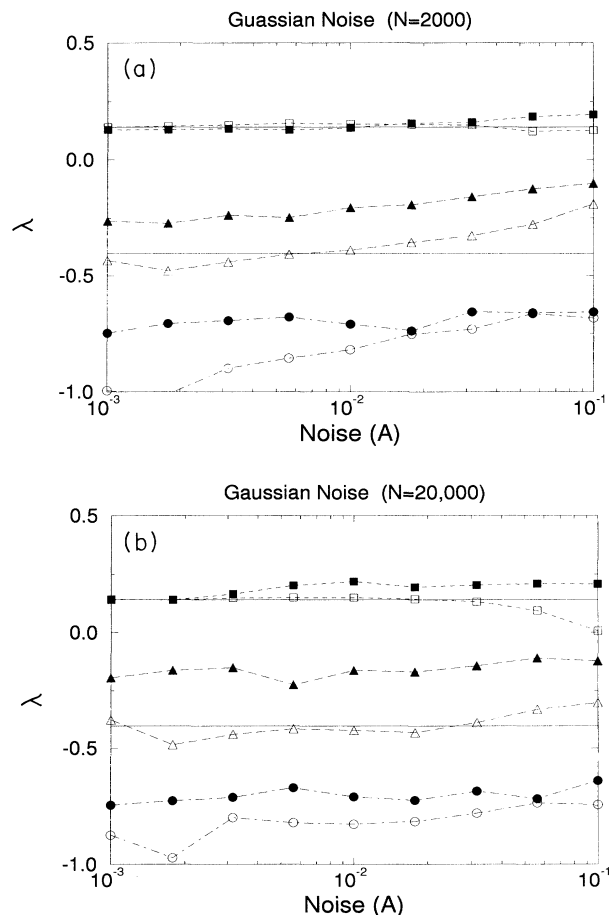 Guassian Noise (N=2000)
(a)
0.5
0.0
-0.5
-1.0
λ
10⁻³
10⁻²
10⁻¹
Noise (A)
Gaussian Noise (N=20,000)
(b)
0.5
0.0
-0.5
-1.0
λ
10⁻³
10⁻²
10⁻¹
Noise (A)